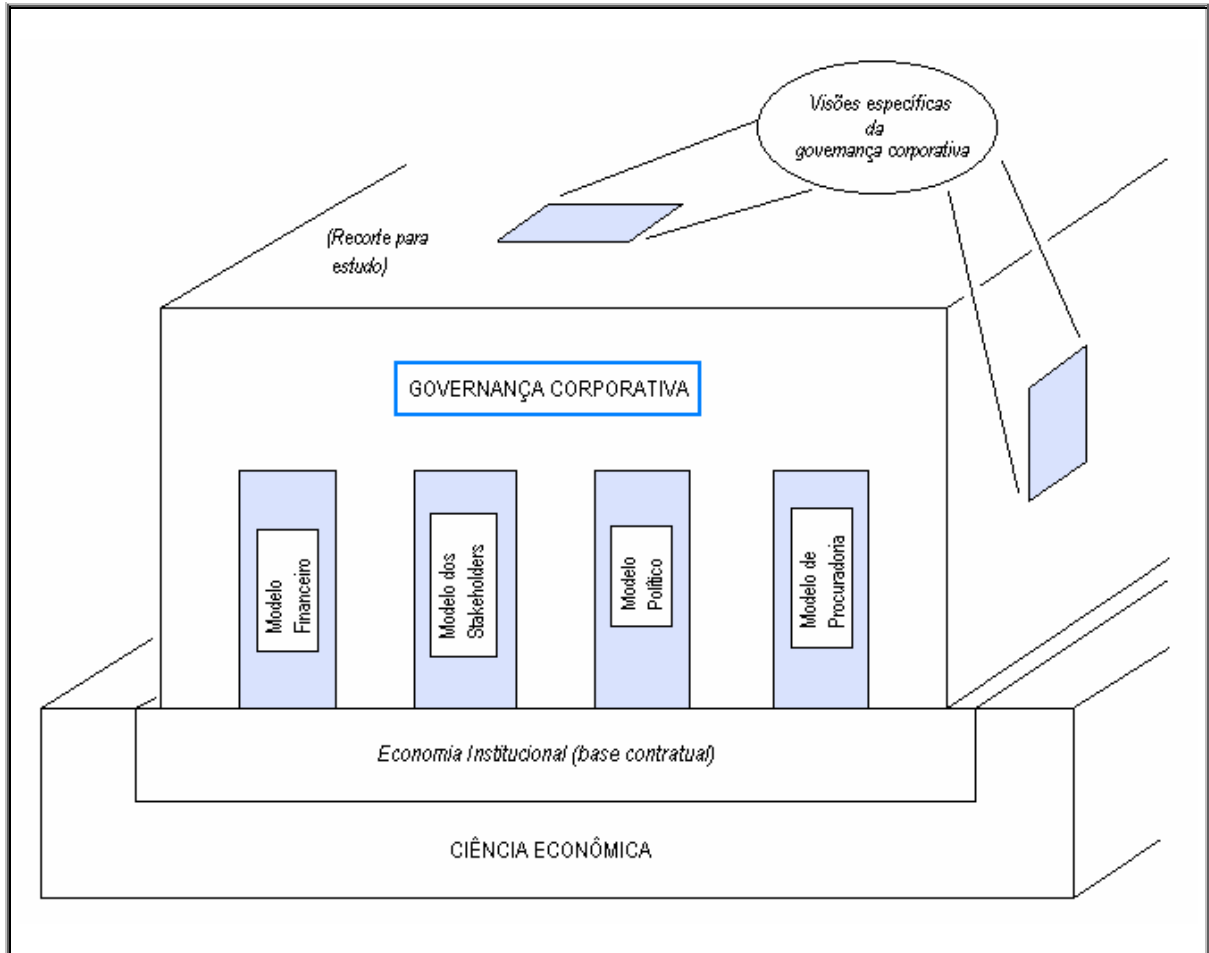 Visões específicas
da
governança corporativa
(Recorte para
estudo)
GOVERNANÇA CORPORATIVA
Modelo
Financeiro
Modelo dos
Stakeholders
Modelo
Político
Modelo de
Procuradoria
Economia Institucional (base contratual)
CIÊNCIA ECONÔMICA